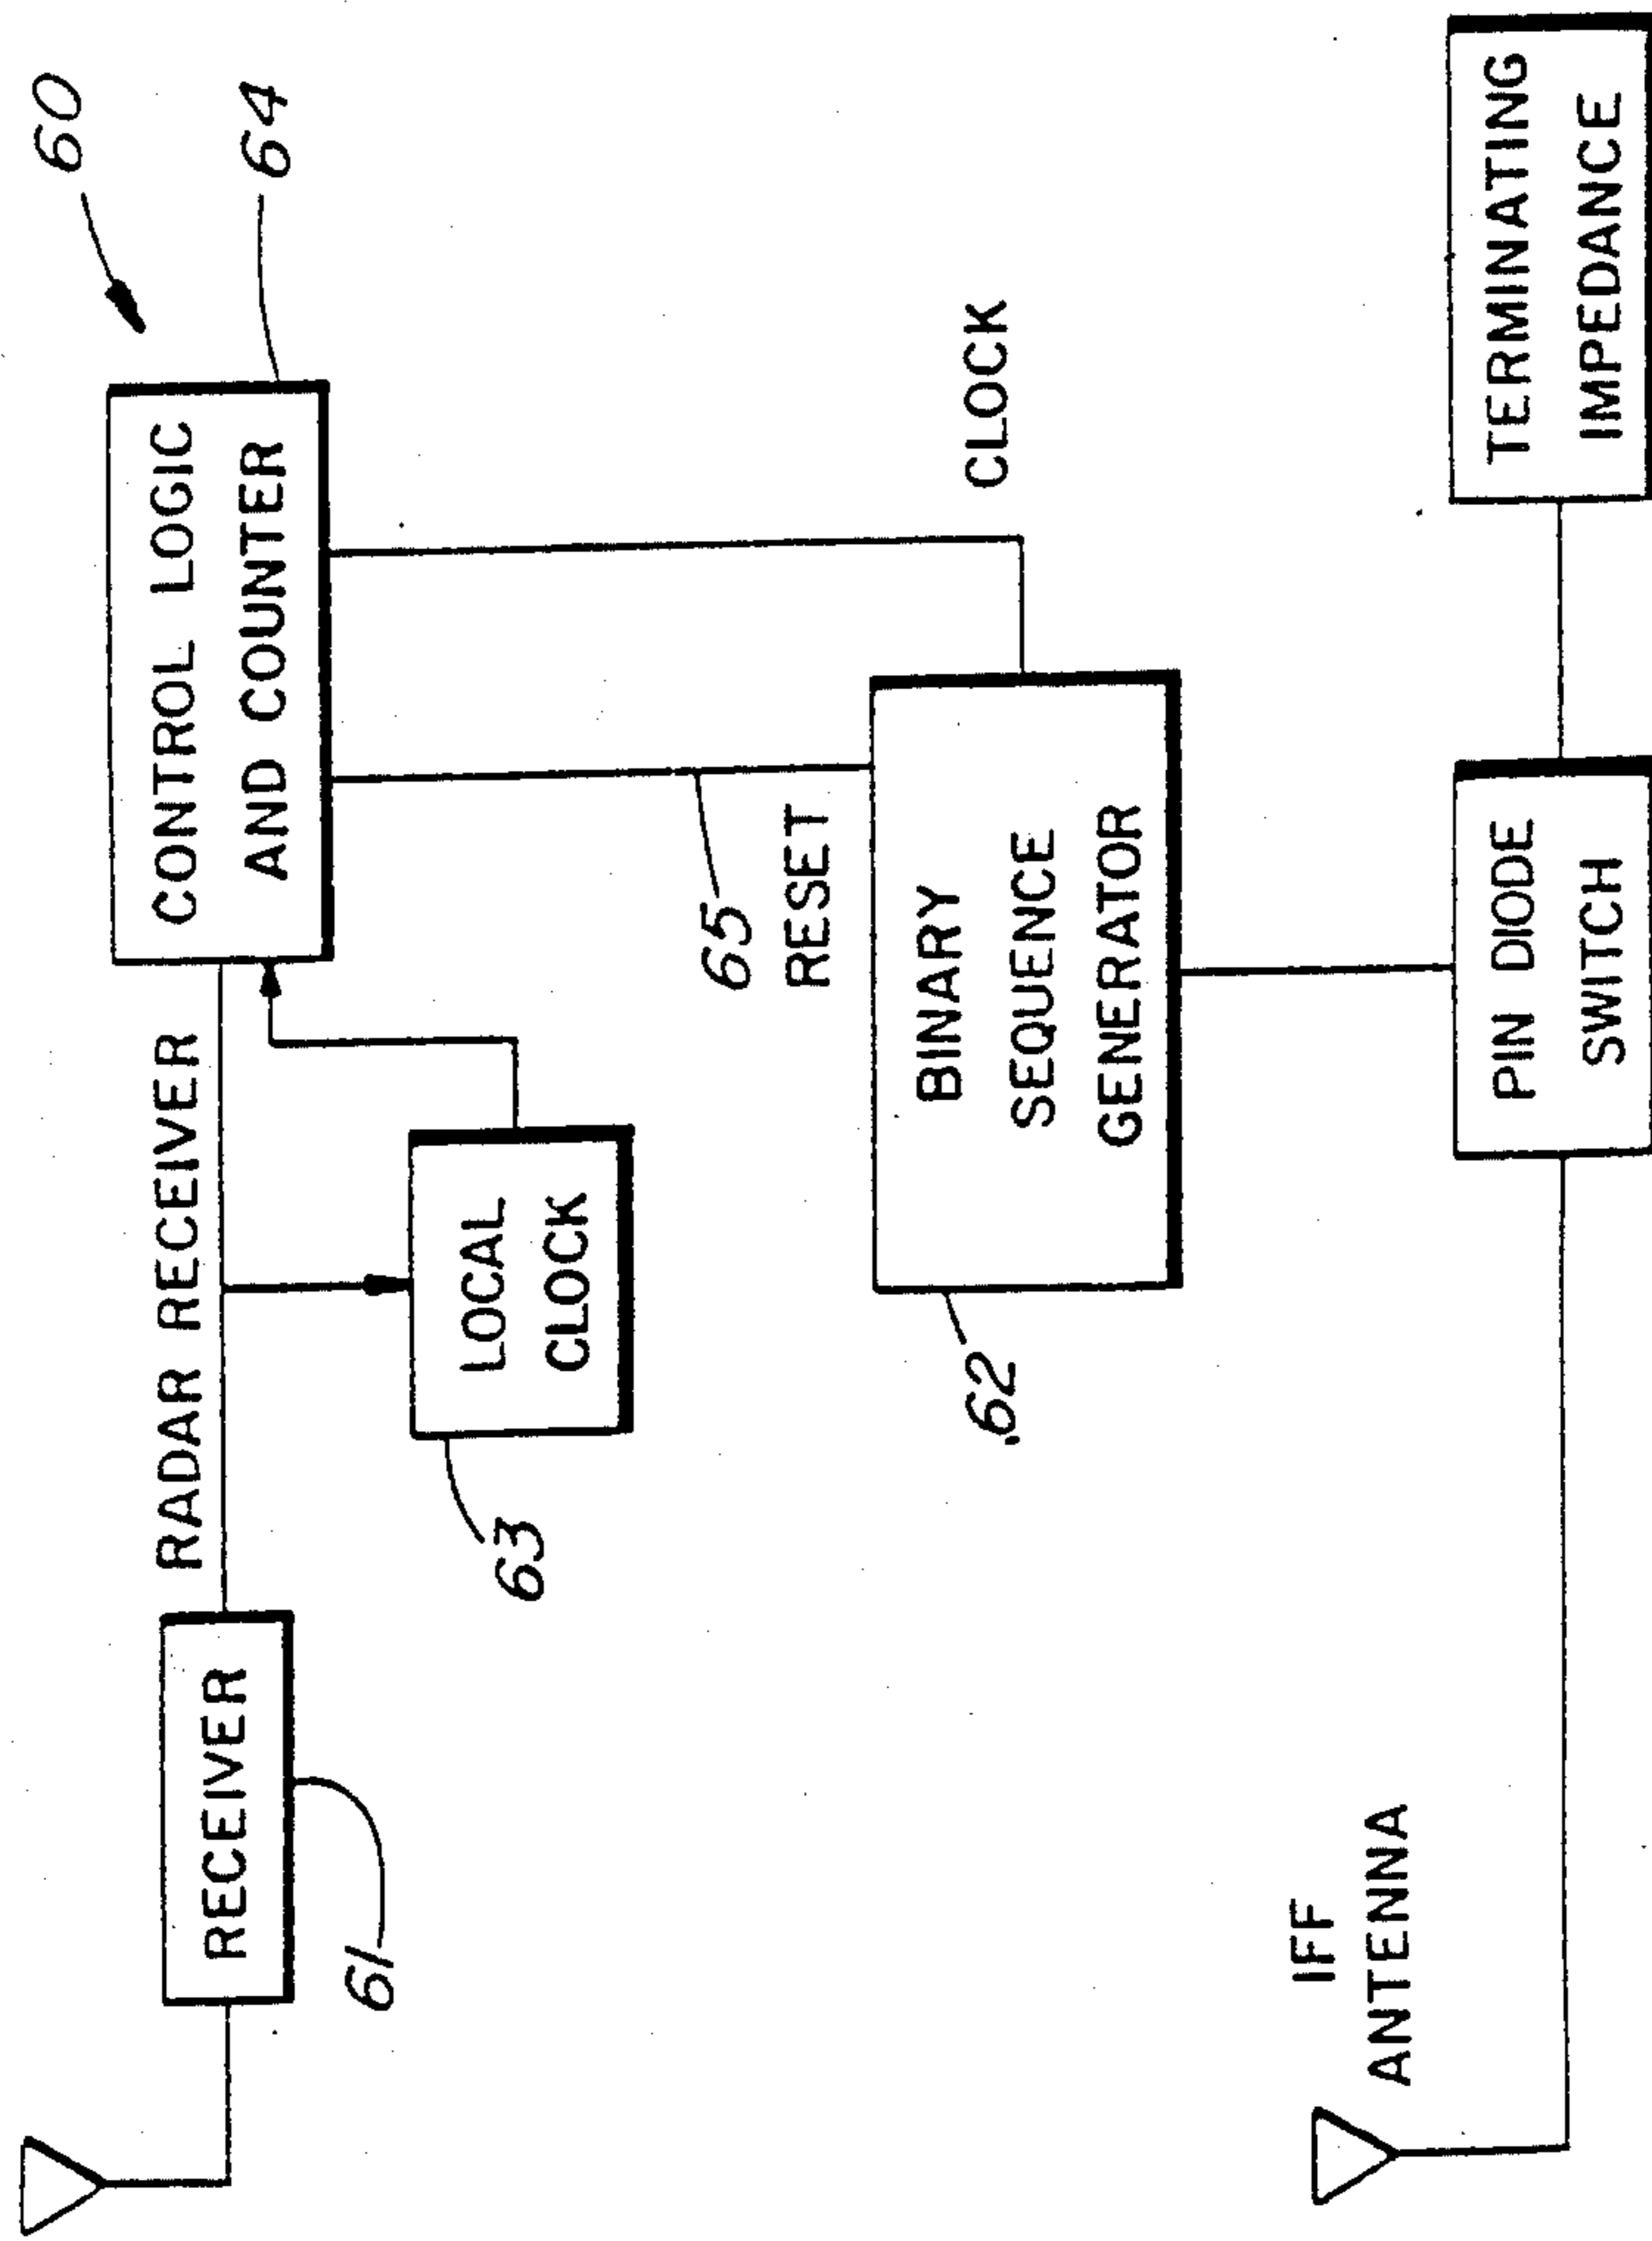 60
64
CONTROL LOGIC
AND COUNTER
RADAR RECEIVER
RECEIVER
61
LOCAL
CLOCK
63
65
RESET
CLOCK
BINARY
SEQUENCE
GENERATOR
62
IFF
ANTENNA
PIN DIODE
SWITCH
TERMINATING
IMPEDANCE